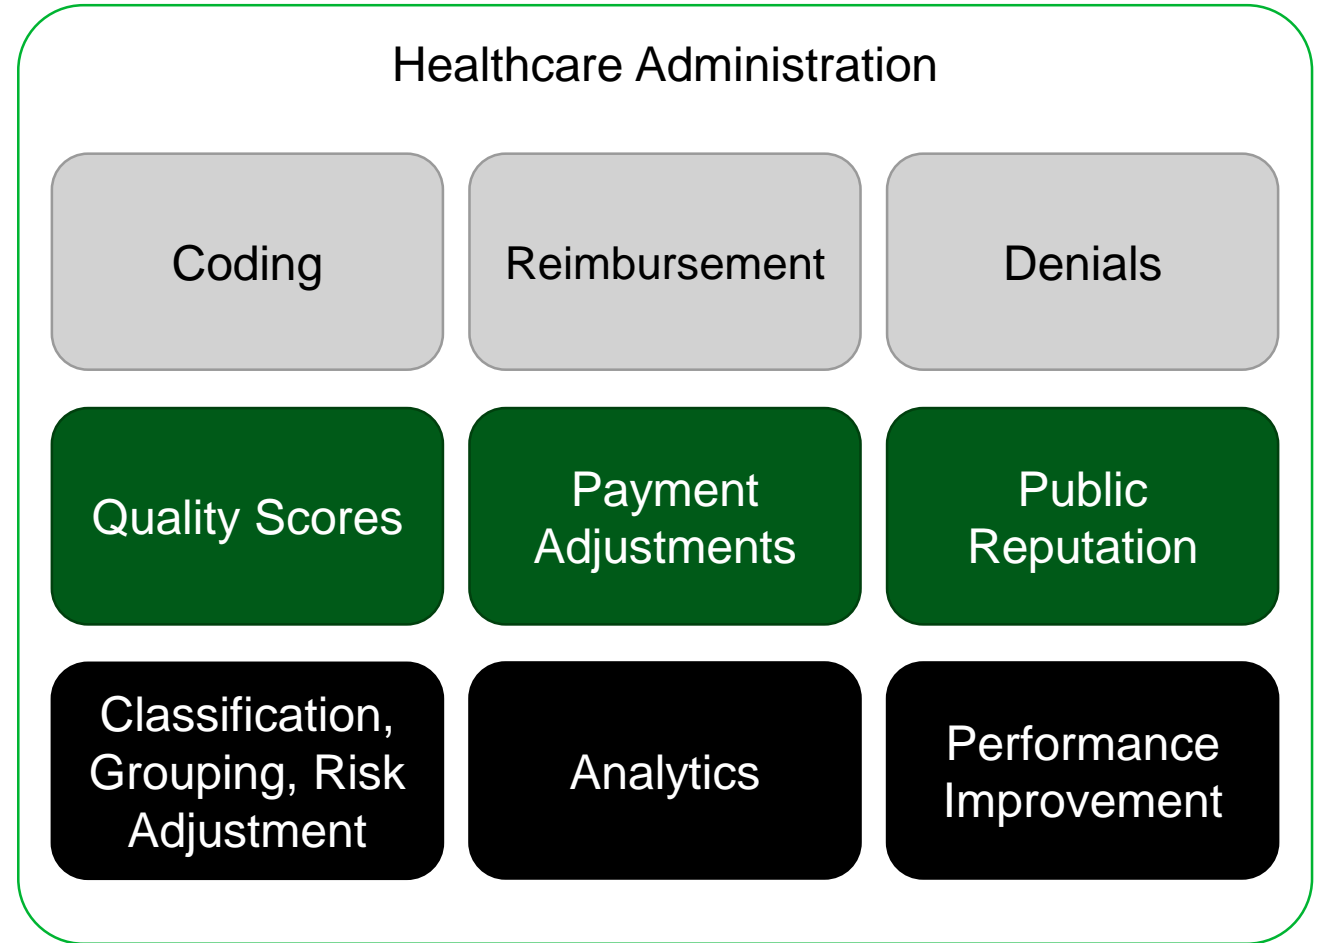 Healthcare Administration
Coding
Reimbursement
Denials
Quality Scores
Payment
Adjustments
Public
Reputation
Classification,
Grouping, Risk
Adjustment
Analytics
Performance
Improvement